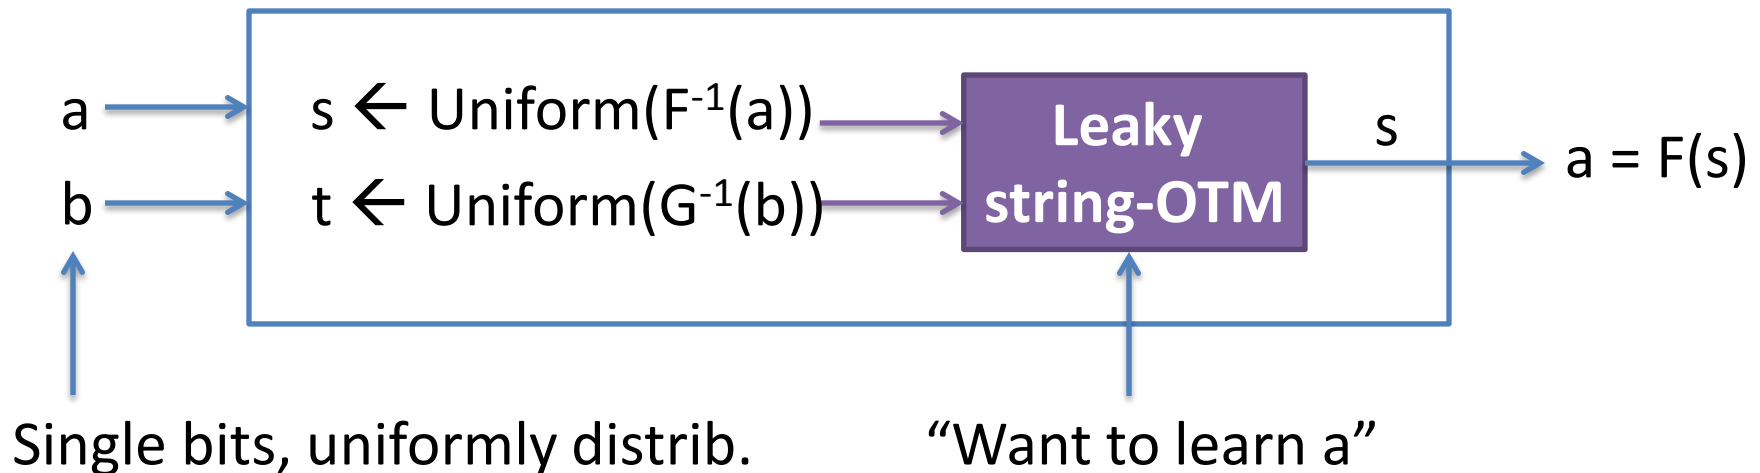 a
s ← Uniform(F⁻¹(a))
Leaky
string-OTM
s
a = F(s)
b
t ← Uniform(G⁻¹(b))
Single bits, uniformly distrib.
“Want to learn a”